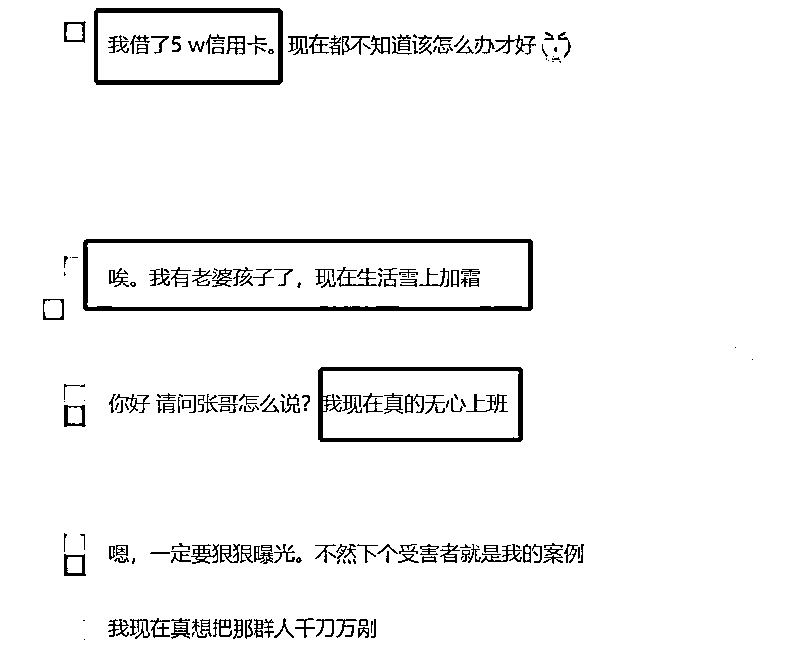 我借了5 w信用卡。现在都不知道该怎么办才好
唉。我有老婆孩子了，现在生活雪上加霜
你好 请问张哥怎么说？我现在真的无心上班
嗯，一定要狠狠曝光。不然下个受害者就是我的案例
我现在真想把那群人千刀万剐